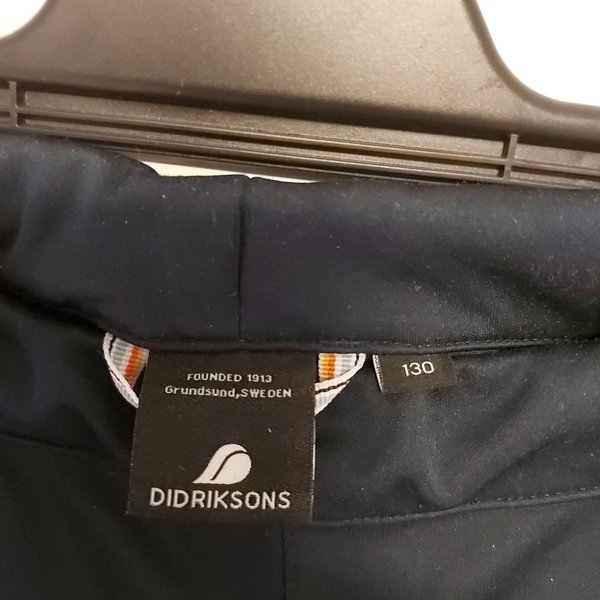 FOUNDED 1913
Grundsund, SWEDEN
DIDRIKSONS
130